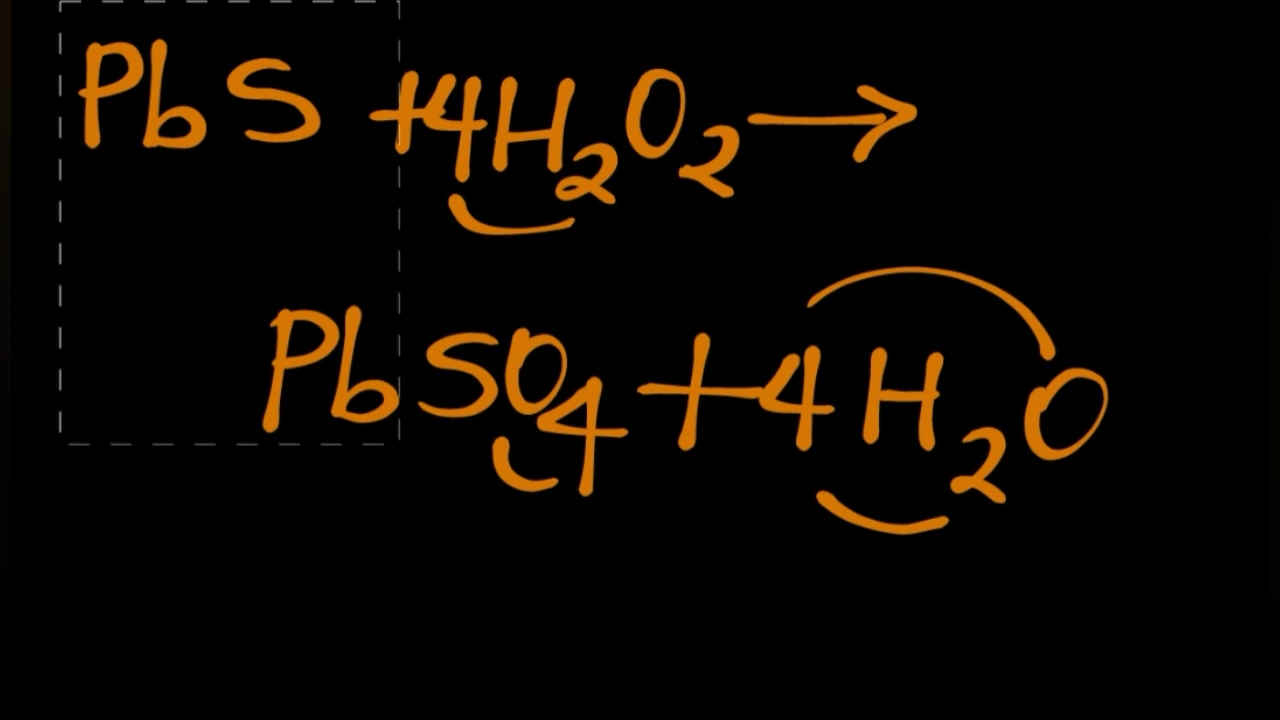 PbS +4H₂O₂ →
PbSO₄ + 4H₂O